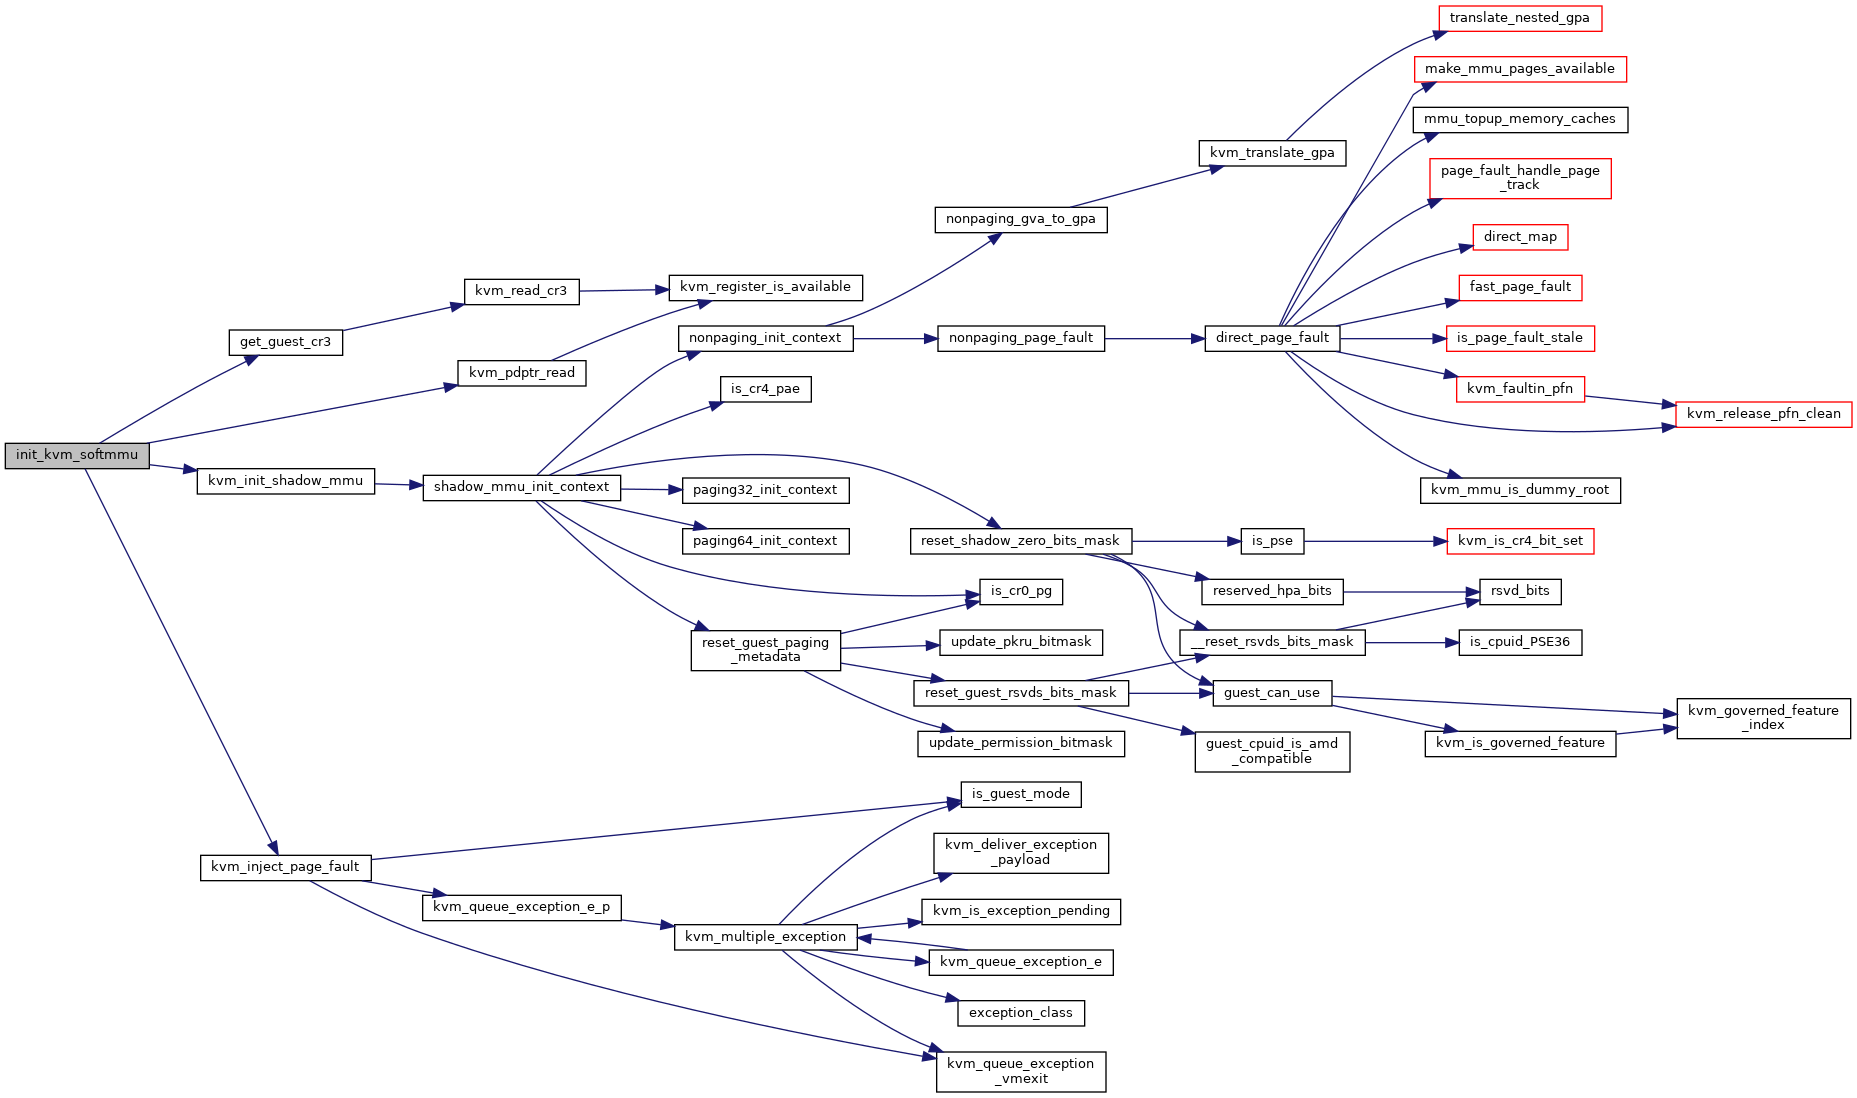 translate_nested_gpa
make_mmu_pages_available
mmu_topup_memory_caches
kvm_translate_gpa
page_fault_handle_page
_track
nonpaging_gva_to_gpa
direct_map
kvm_read_cr3
kvm_register_is_available
fast_page_fault
get_guest_cr3
nonpaging_init_context
nonpaging_page_fault
direct_page_fault
is_page_fault_stale
kvm_pdptr_read
is_cr4_pae
kvm_faultin_pfn
kvm_release_pfn_clean
init_kvm_softmmu
kvm_init_shadow_mmu
shadow_mmu_init_context
paging32_init_context
kvm_mmu_is_dummy_root
paging64_init_context
reset_shadow_zero_bits_mask
is_pse
kvm_is_cr4_bit_set
is_cr0_pg
reserved_hpa_bits
rsvd_bits
reset_guest_paging
_metadata
update_pkru_bitmask
__reset_rsvds_bits_mask
is_cpuid_PSE36
reset_guest_rsvds_bits_mask
guest_can_use
kvm_governed_feature
_index
update_permission_bitmask
guest_cpuid_is_amd
_compatible
kvm_is_governed_feature
is_guest_mode
kvm_deliver_exception
_payload
kvm_inject_page_fault
kvm_queue_exception_e_p
kvm_is_exception_pending
kvm_multiple_exception
kvm_queue_exception_e
exception_class
kvm_queue_exception
_vmexit